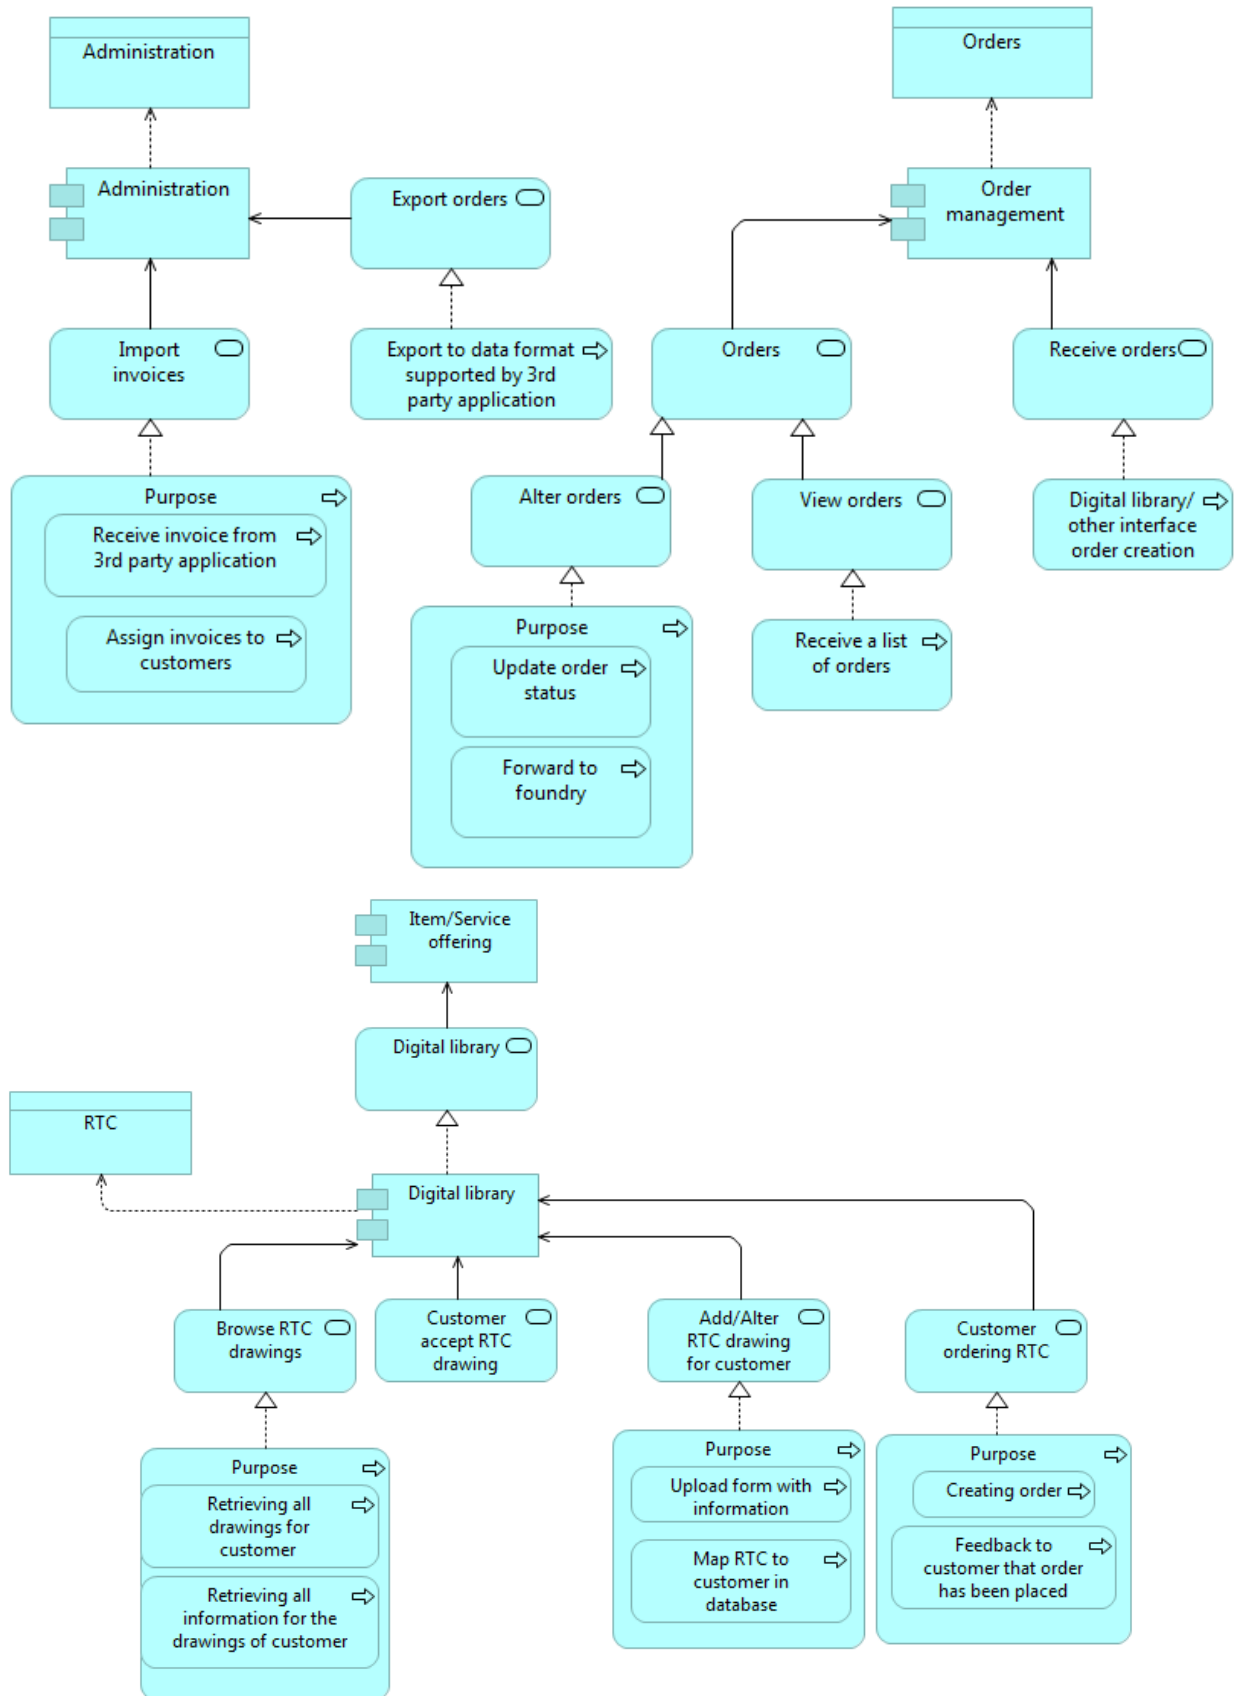 Administration
Orders
Administration
Export orders
Order
management
Import
invoices
Export to data format
supported by 3rd
party application
Orders
Receive orders
Purpose
Receive invoice from
3rd party application
Assign invoices to
customers
Alter orders
View orders
Digital library/
other interface
order creation
Purpose
Update order
status
Forward to
foundry
Receive a list
of orders
Item/Service
offering
Digital library
RTC
Digital library
Browse RTC
drawings
Customer
accept RTC
drawing
Add/Alter
RTC drawing
for customer
Customer
ordering RTC
Purpose
Retrieving all
drawings for
customer
Retrieving all
information for the
drawings of customer
Purpose
Upload form with
information
Map RTC to
customer in
database
Purpose
Creating order
Feedback to
customer that order
has been placed